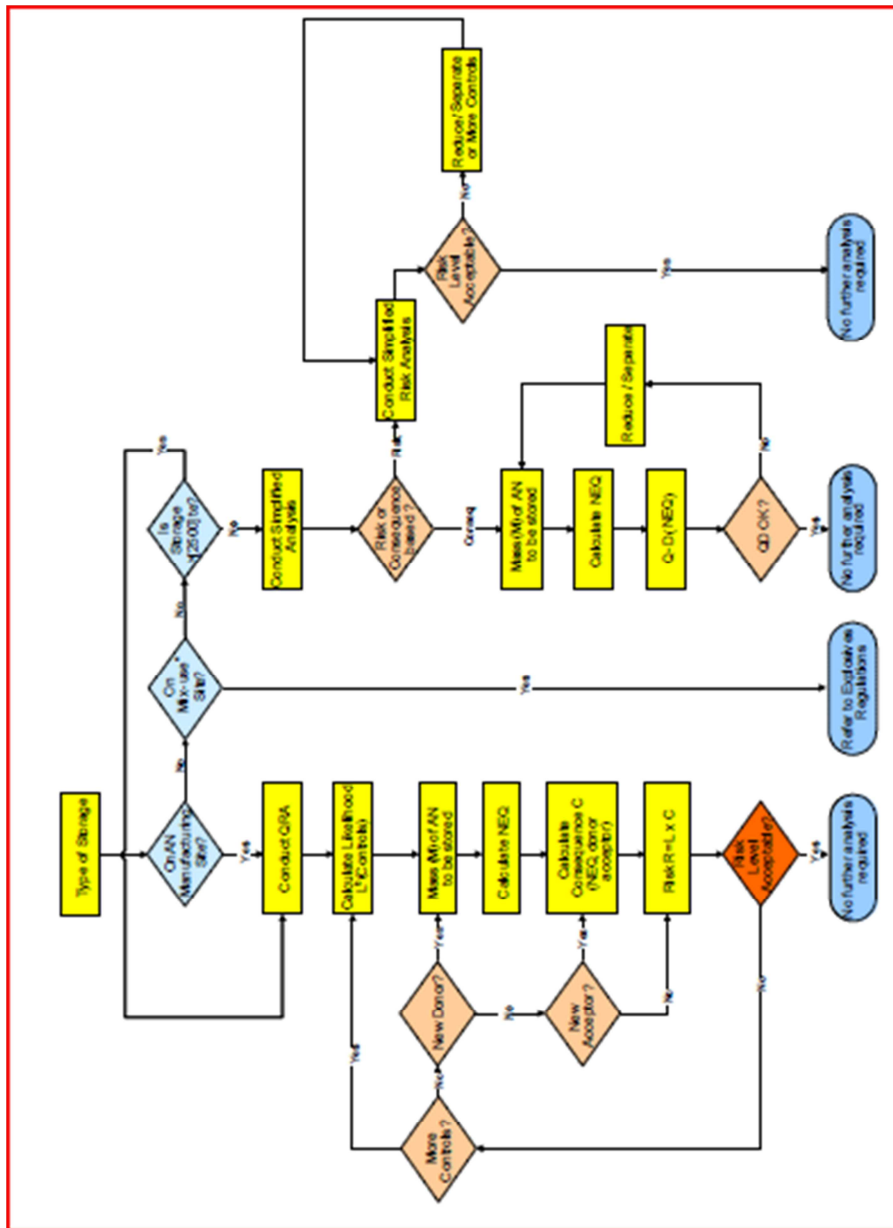 Type of Storage
On AN
Manufacturing
Site?
No
On
Mix-use*
Site?
No
Is
Storage
Yes
Yes
No
Conduct QRA
Calculate Likelihood
Mass (M) of AN
to be stored
Calculate NEQ
Calculate
Consequence C
(NEQ, donor
acceptor)
Risk R = L x C
Risk
Level
Acceptable?
Yes
No further analysis
required
No
More
Controls?
Yes
No
New Donor?
Yes
No
New
Acceptor?
Yes
No
Yes
Refer to Explosives
Regulations
Conduct Simplified
Analysis
Risk or
Consequence
based?
Risk
Conseq
Mass (M) of AN
to be stored
Calculate NEQ
Q-D (NEQ)
QD OK?
Yes
No further analysis
required
No
Reduce / Separate
Conduct Simplified
Risk Analysis
Risk
Level
Acceptable?
No
Reduce / Separate
or More Controls
Yes
No further analysis
required